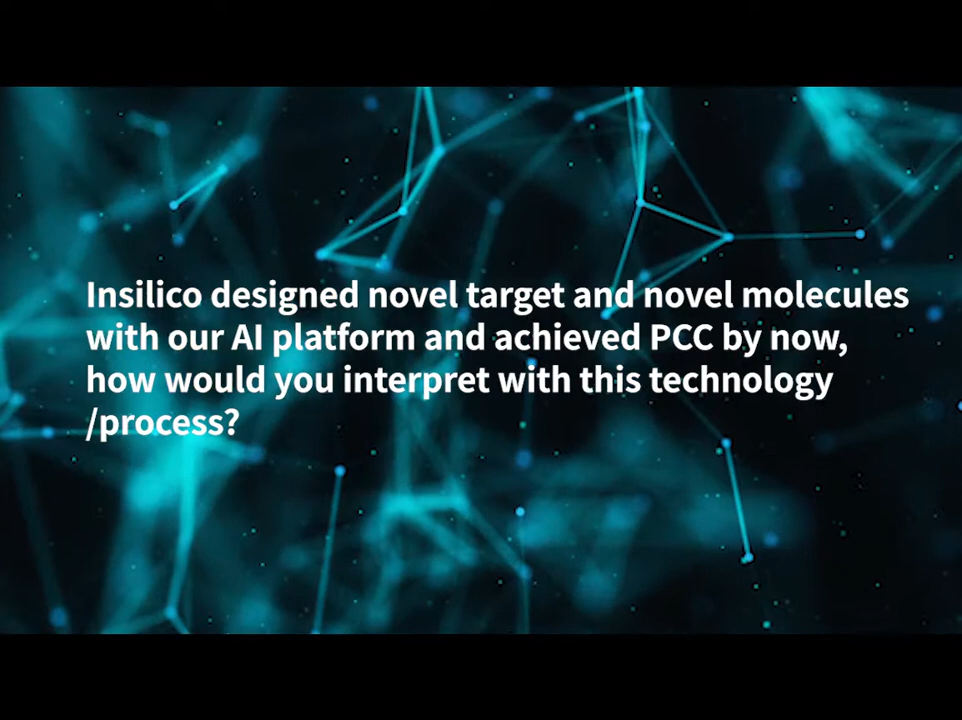 Insilico designed novel target and novel molecules
with our AI platform and achieved PCC by now,
how would you interpret with this technology
/process?